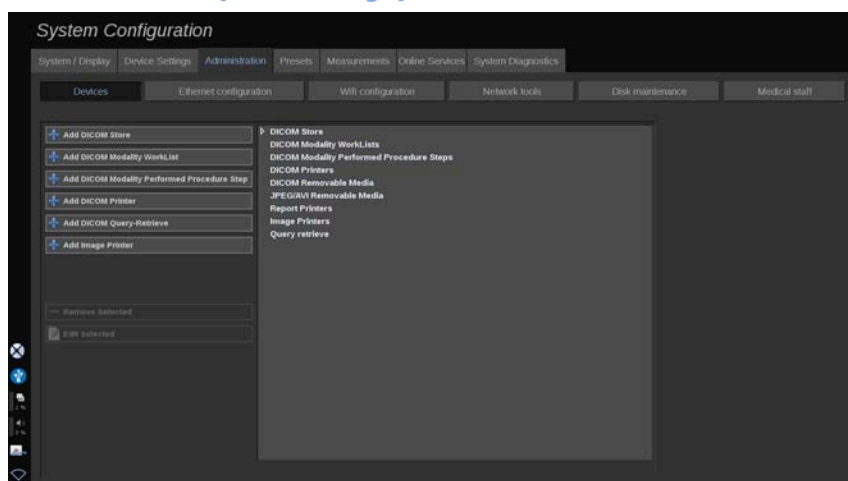 System Configuration
System / Display Device Settings Administration Presets Measurements Online Services System Diagnostics
Devices Ethernet configuration Wifi configuration Network tools Disk maintenance Medical staff
Add DICOM Store
Add DICOM Modality WorkList
Add DICOM Modality Performed Procedure Step
Add DICOM Printer
Add DICOM Query-Retrieve
Add Image Printer
Remove Selected
Edit Selected
DICOM Store
DICOM Modality WorkLists
DICOM Modality Performed Procedure Steps
DICOM Printers
DICOM Removable Media
JPEG/AVI Removable Media
Report Printers
Image Printers
Query retrieve